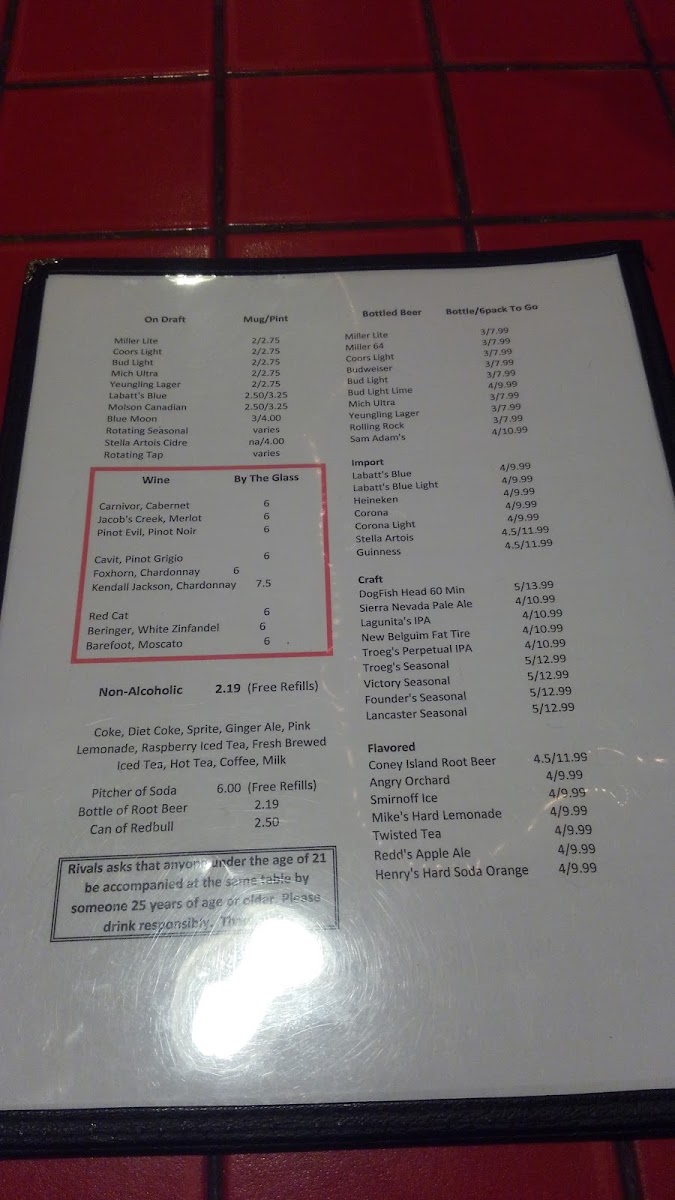 On Draft Mug/Pint
Miller Lite 2/2.75
Coors Light 2/2.75
Bud Light 2/2.75
Mich Ultra 2/2.75
Yeungling Lager 2/2.75
Labatt's Blue 2.50/3.25
Molson Canadian 2.50/3.25
Blue Moon 3/4.00
Rotating Seasonal varies
Stella Artois Cidre na/4.00
Rotating Tap varies
Wine By The Glass
Carnivor, Cabernet 6
Jacob's Creek, Merlot 6
Pinot Evil, Pinot Noir 6
Cavit, Pinot Grigio 6
Foxhorn, Chardonnay 6
Kendall Jackson, Chardonnay 7.5
Red Cat 6
Beringer, White Zinfandel 6
Barefoot, Moscato 6
Non-Alcoholic 2.19 (Free Refills)
Coke, Diet Coke, Sprite, Ginger Ale, Pink
Lemonade, Raspberry Iced Tea, Fresh Brewed
Iced Tea, Hot Tea, Coffee, Milk
Pitcher of Soda 6.00 (Free Refills)
Bottle of Root Beer 2.19
Can of Redbull 2.50
Rivals asks that anyone under the age of 21
be accompanied at the same table by
someone 25 years of age or older. Please
drink responsibly.
Bottled Beer Bottle/6pack To Go
Miller Lite 3/7.99
Miller 64 3/7.99
Coors Light 3/7.99
Budweiser 3/7.99
Bud Light 3/7.99
Bud Light Lime 4/9.99
Mich Ultra 3/7.99
Yeungling Lager 3/7.99
Rolling Rock 3/7.99
Sam Adam's 4/10.99
Import
Labatt's Blue 4/9.99
Labatt's Blue Light 4/9.99
Heineken 4/9.99
Corona 4/9.99
Corona Light 4/9.99
Stella Artois 4.5/11.99
Guinness 4.5/11.99
Craft
DogFish Head 60 Min 5/13.99
Sierra Nevada Pale Ale 4/10.99
Lagunita's IPA 4/10.99
New Belguim Fat Tire 4/10.99
Troeg's Perpetual IPA 4/10.99
Troeg's Seasonal 5/12.99
Victory Seasonal 5/12.99
Founder's Seasonal 5/12.99
Lancaster Seasonal 5/12.99
Flavored
Coney Island Root Beer 4.5/11.99
Angry Orchard 4/9.99
Smirnoff Ice 4/9.99
Mike's Hard Lemonade 4/9.99
Twisted Tea 4/9.99
Redd's Apple Ale 4/9.99
Henry's Hard Soda Orange 4/9.99